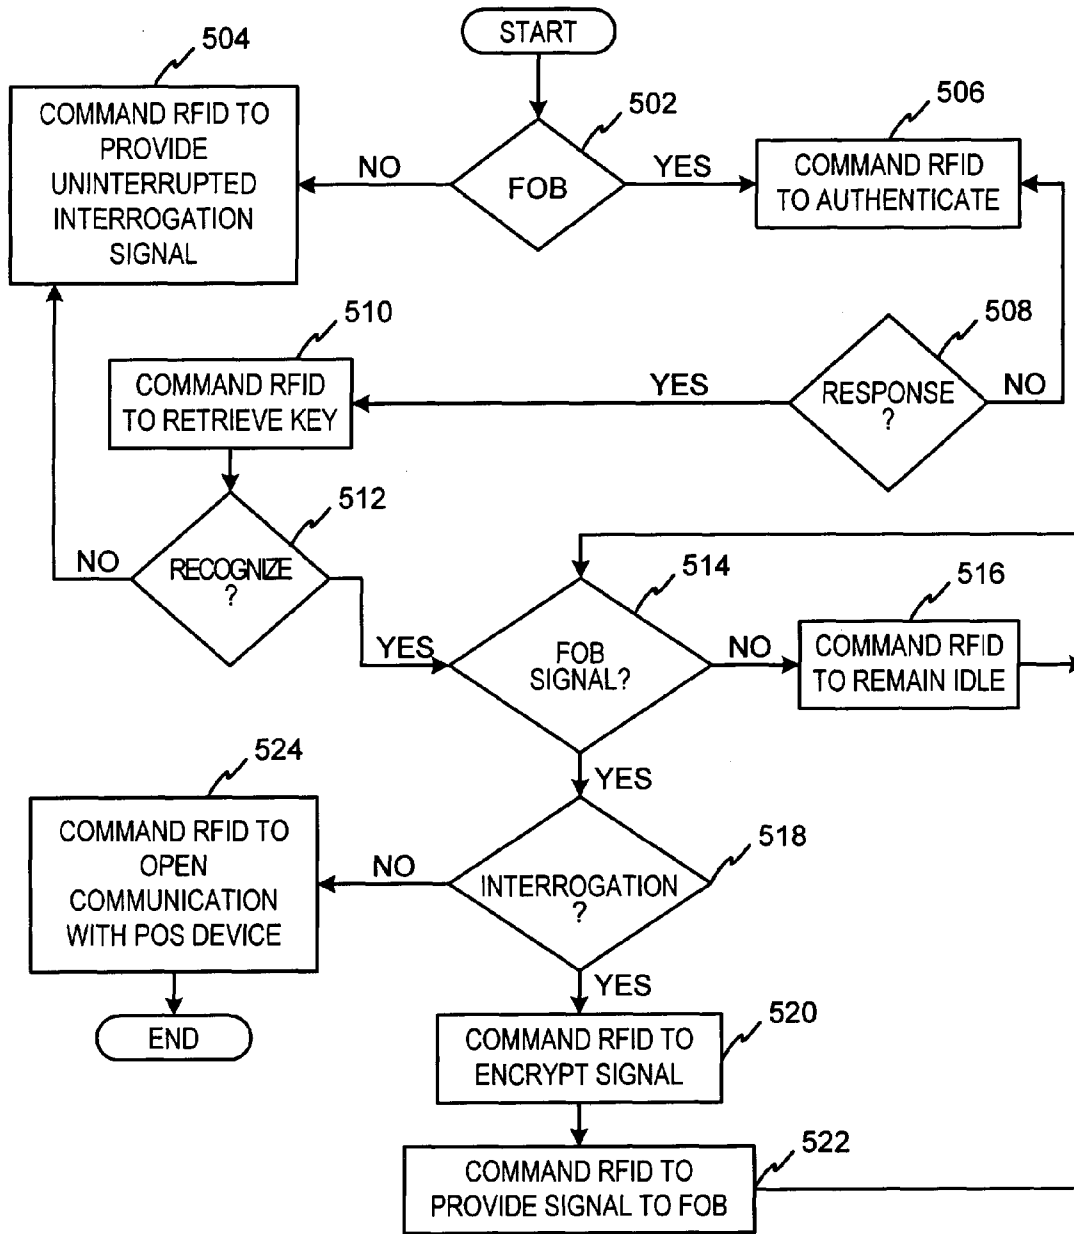 START
504
COMMAND RFID TO
PROVIDE
UNINTERRUPTED
INTERROGATION
SIGNAL
NO
502
FOB
YES
506
COMMAND RFID
TO AUTHENTICATE
510
COMMAND RFID
TO RETRIEVE KEY
YES
508
RESPONSE
?
NO
512
NO
RECOGNIZE
?
YES
514
FOB
SIGNAL?
NO
516
COMMAND RFID
TO REMAIN IDLE
YES
524
COMMAND RFID TO
OPEN
COMMUNICATION
WITH POS DEVICE
NO
518
INTERROGATION
?
YES
END
520
COMMAND RFID TO
ENCRYPT SIGNAL
522
COMMAND RFID TO
PROVIDE SIGNAL TO FOB